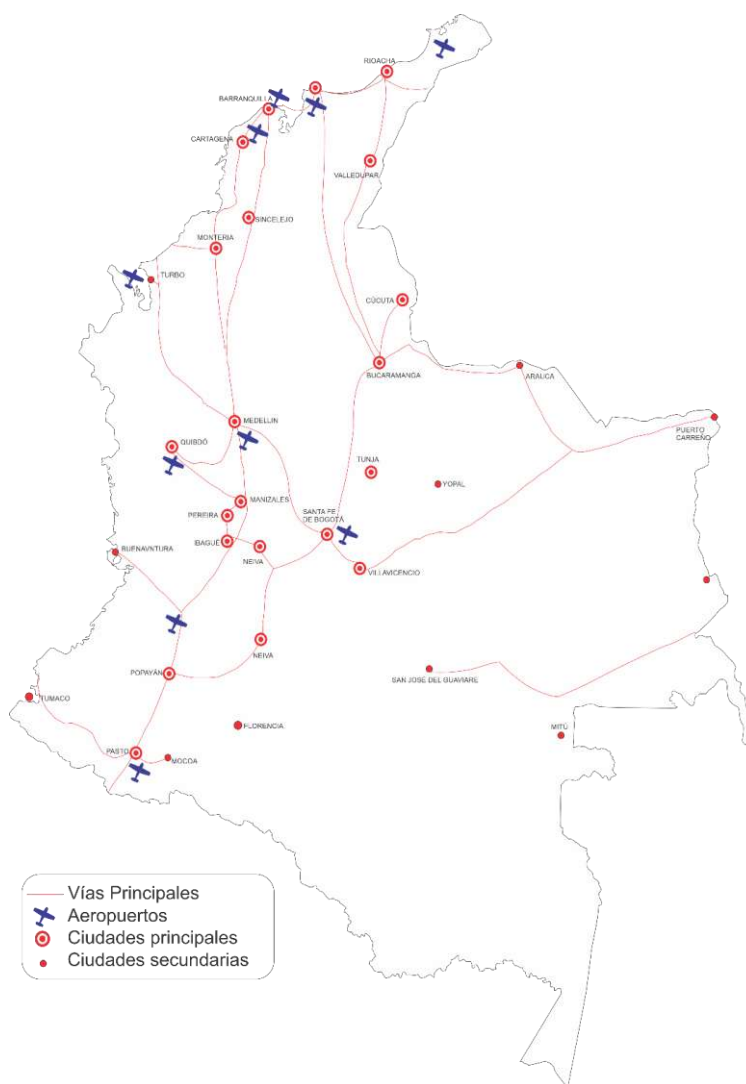 RIOACHA
BARRANQUILLA
CARTAGENA
VALLEDUPAR
SINCELEJO
MONTERIA
TURBO
CÚCUTA
BUCARAMANGA
ARAUCA
PUERTO
CARREÑO
MEDELLIN
QUIBDÓ
TUNJA
YOPAL
MANIZALES
SANTA FE
DE BOGOTÁ
PEREIRA
IBAGUÉ
BUENAVNTURA
NEIVA
VILLAVICENCIO
NEIVA
POPAYÁN
SAN JOSE DEL GUAVIARE
TUMACO
FLORENCIA
MITÚ
PASTO
MOCOA
Vías Principales
Aeropuertos
Ciudades principales
Ciudades secundarias